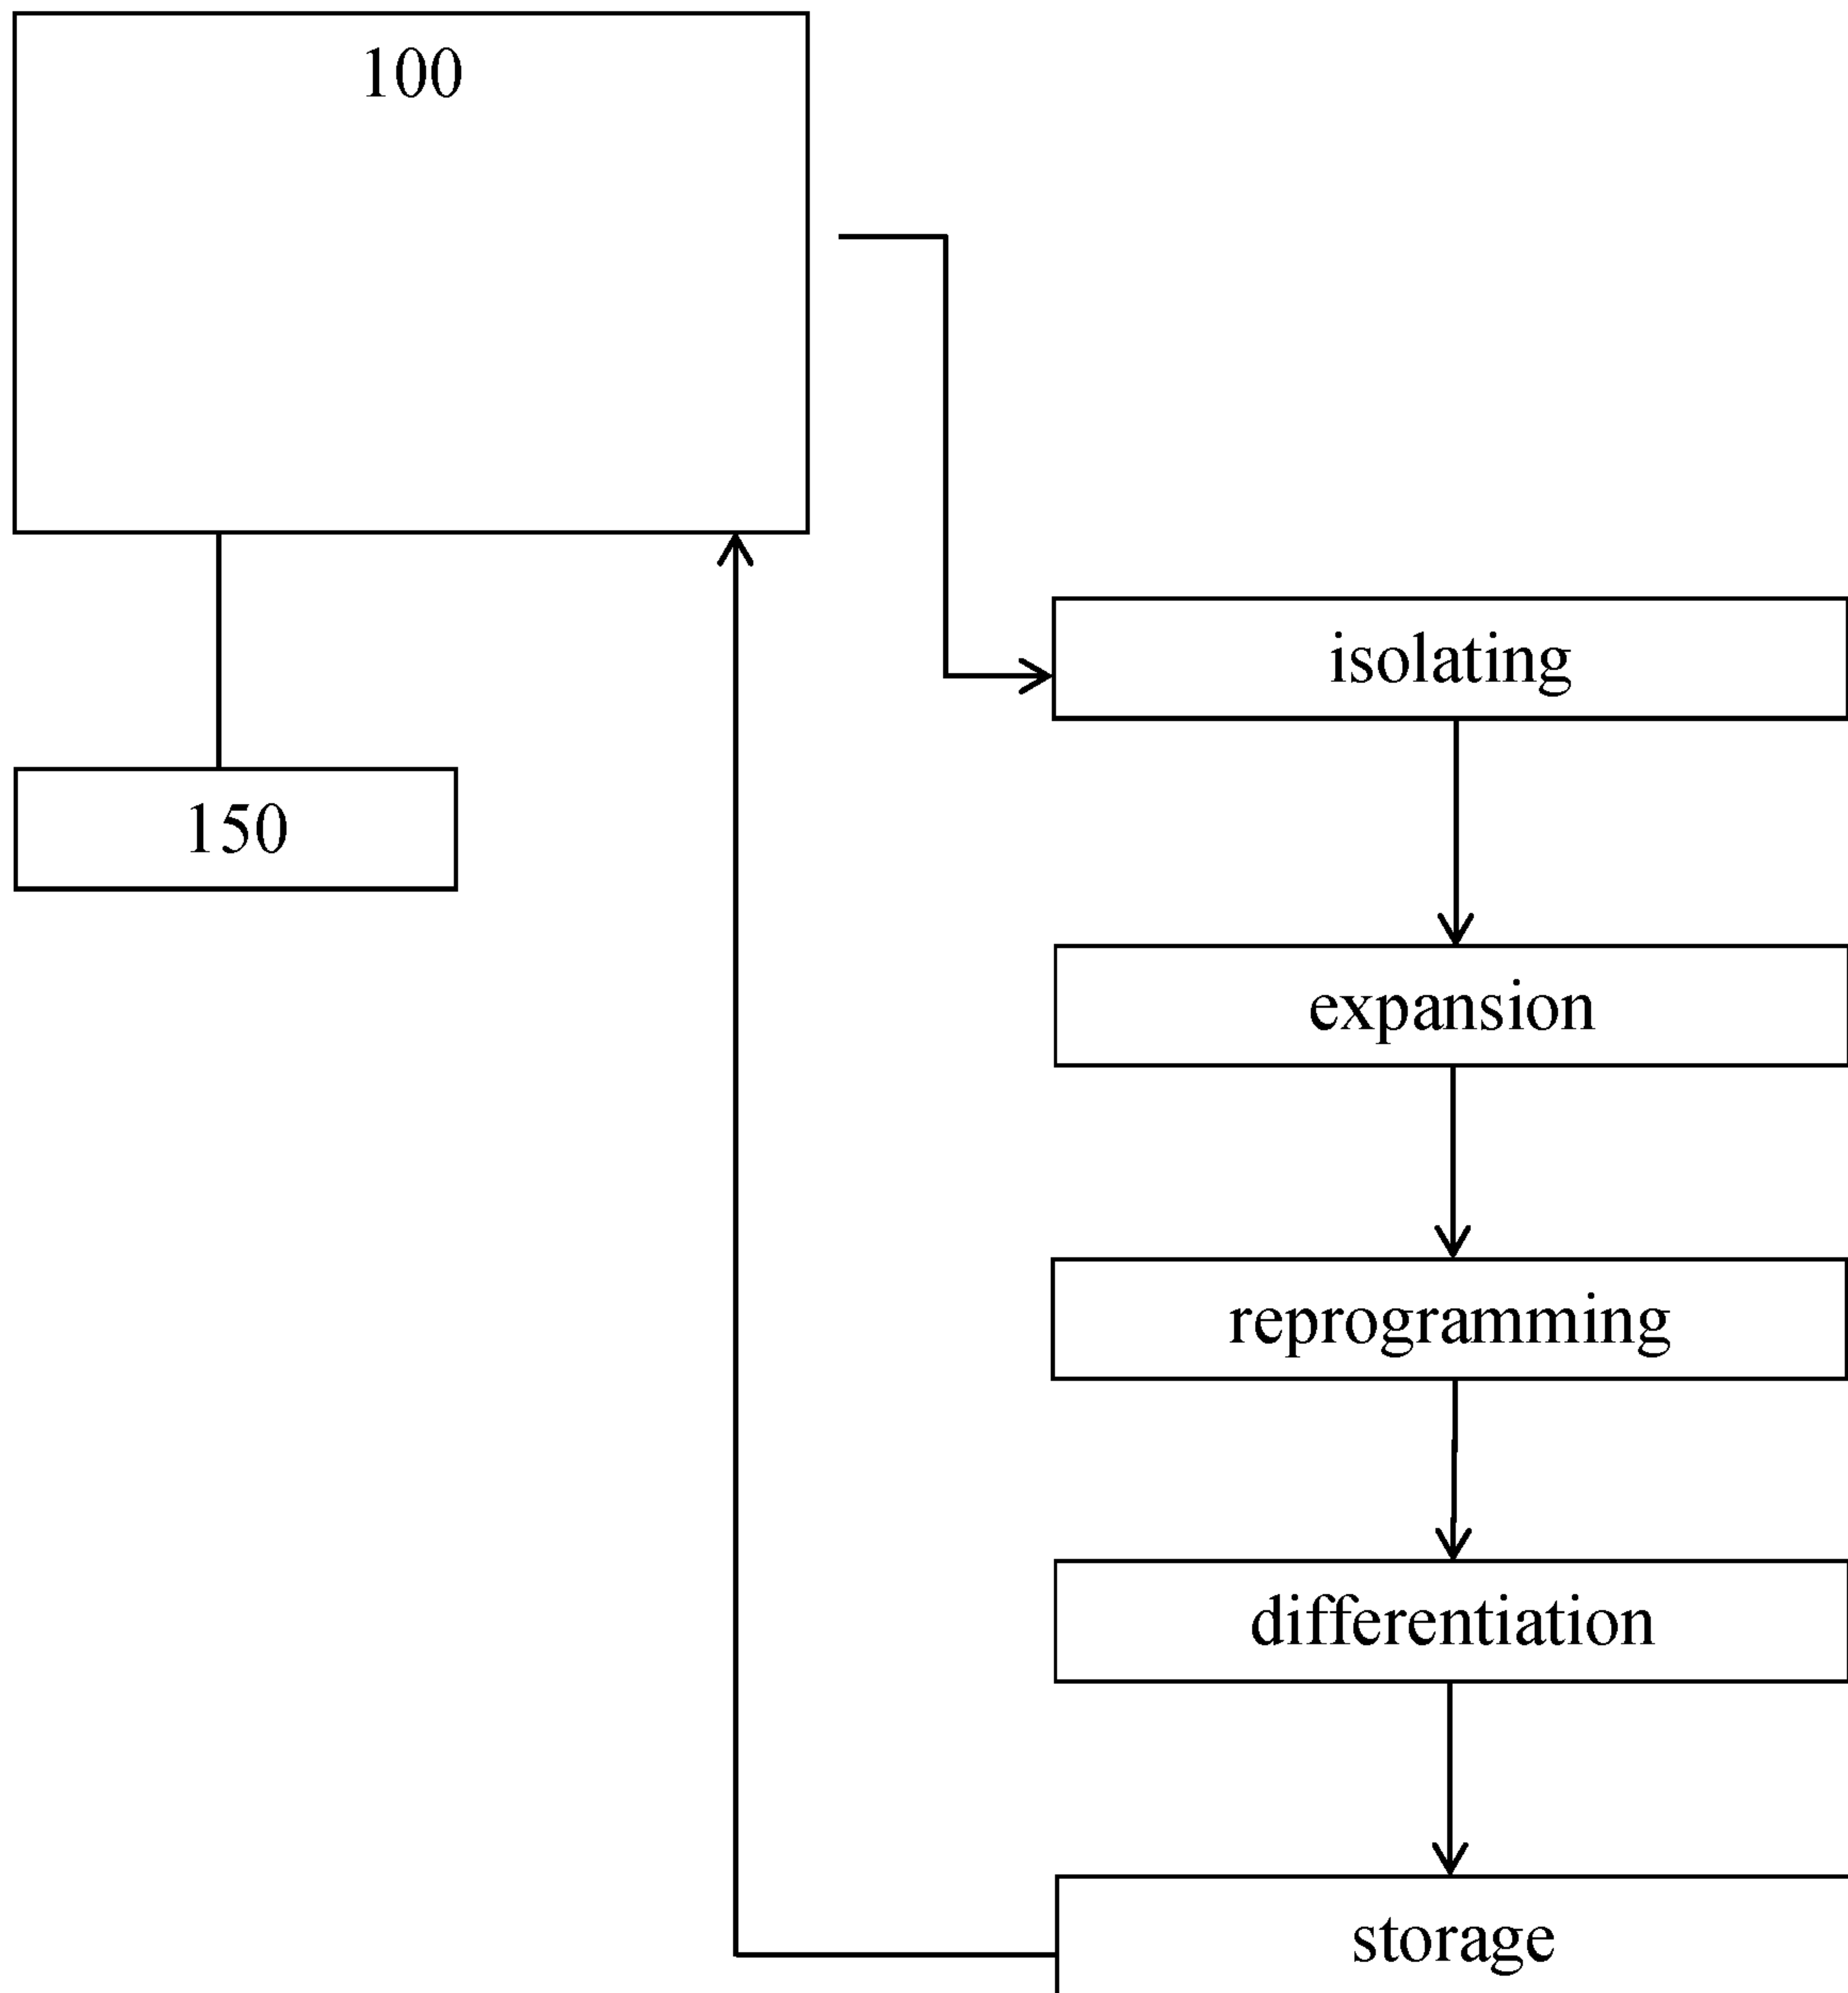 100
isolating
150
expansion
reprogramming
differentiation
storage